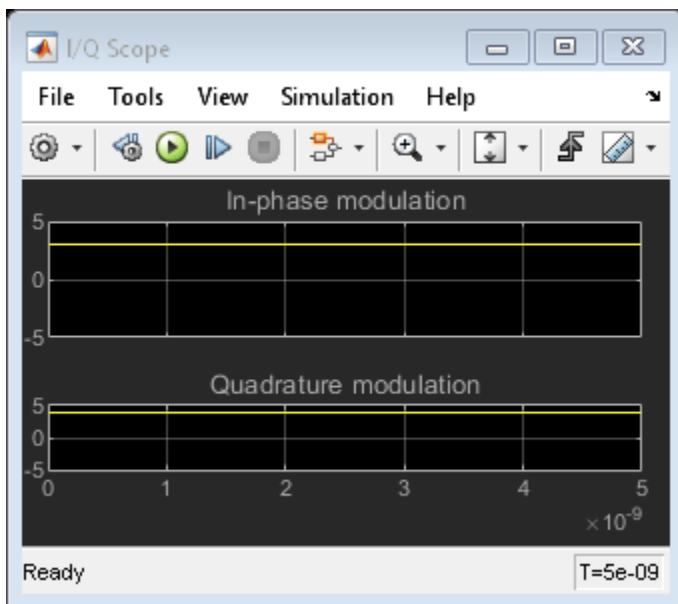 I/Q Scope
File Tools View Simulation Help
In-phase modulation
5
0
-5
Quadrature modulation
5
0
-5
0 1 2 3 4 5
×10-9
Ready T=5e-09